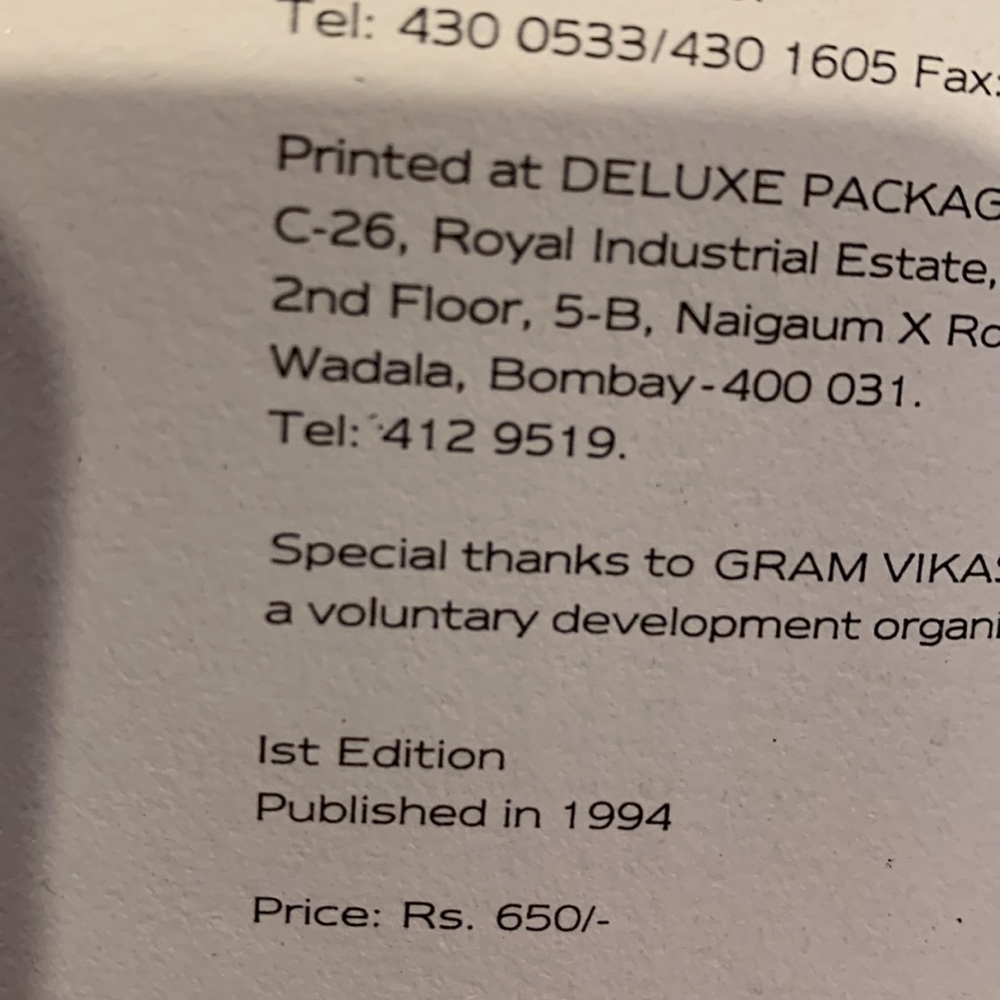 Tel: 430 0533/430 1605 Fax:
Printed at DELUXE PACKAG
C-26, Royal Industrial Estate,
2nd Floor, 5-B, Naigaum X Ro
Wadala, Bombay-400 031.
Tel: 412 9519.
Special thanks to GRAM VIKAS
a voluntary development organi
Ist Edition
Published in 1994
Price: Rs. 650/-